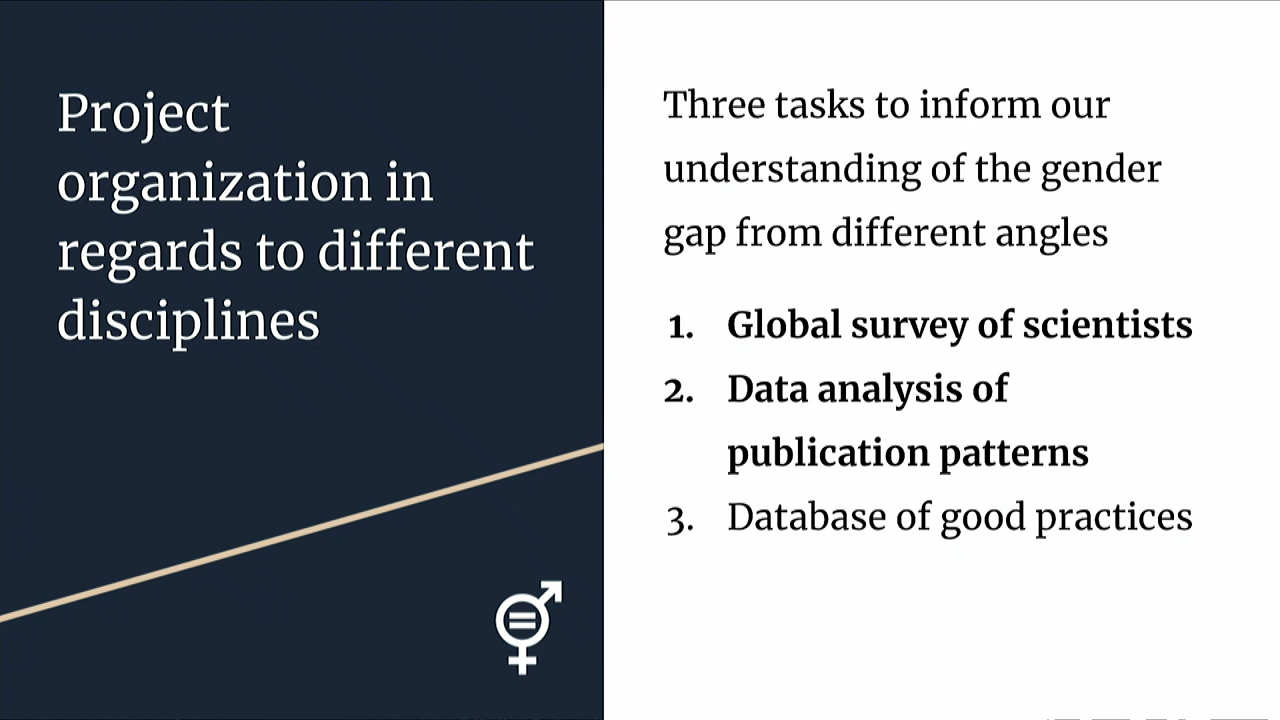 Project
organization in
regards to different
disciplines
Three tasks to inform our
understanding of the gender
gap from different angles
1. Global survey of scientists
2. Data analysis of
publication patterns
3. Database of good practices